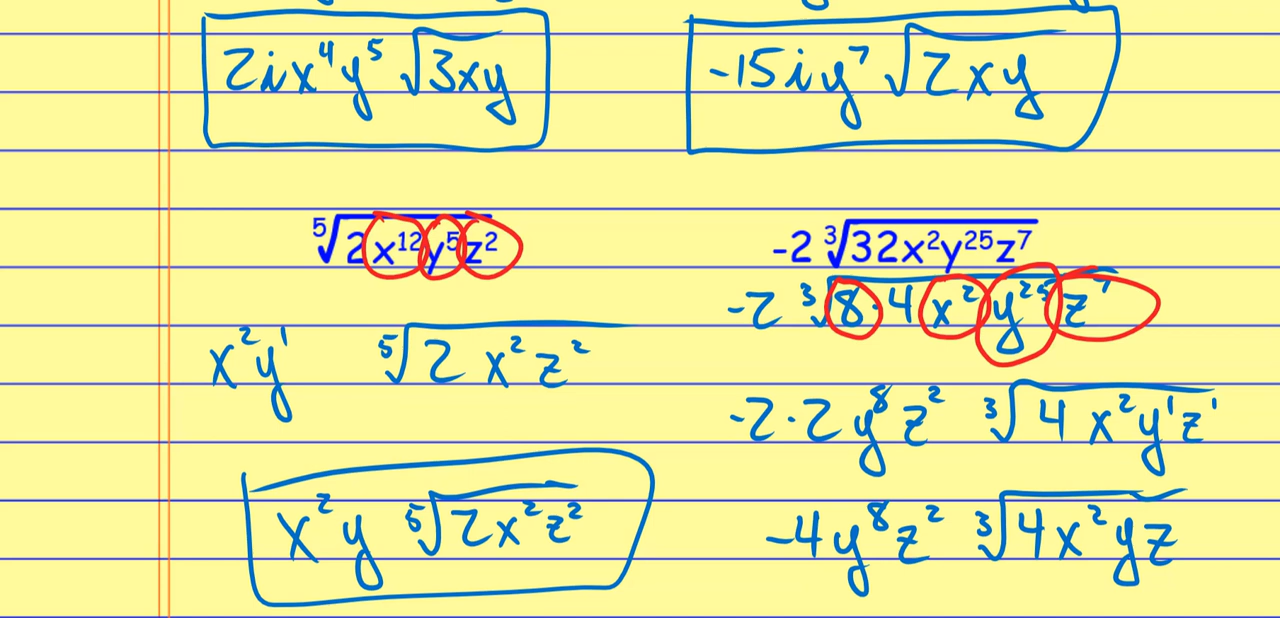 2ix⁴y⁵ √3xy
-15iy⁷ √2xy
⁵√2x¹²y⁵z²
x²y¹ ⁵√2x²z²
x²y ⁵√2x²z²
-2 ³√32x²y²⁵z⁷
-2 ³√8·4x²y²⁵z⁷
-2·2y⁸z² ³√4x²y¹z¹
-4y⁸z² ³√4x²yz